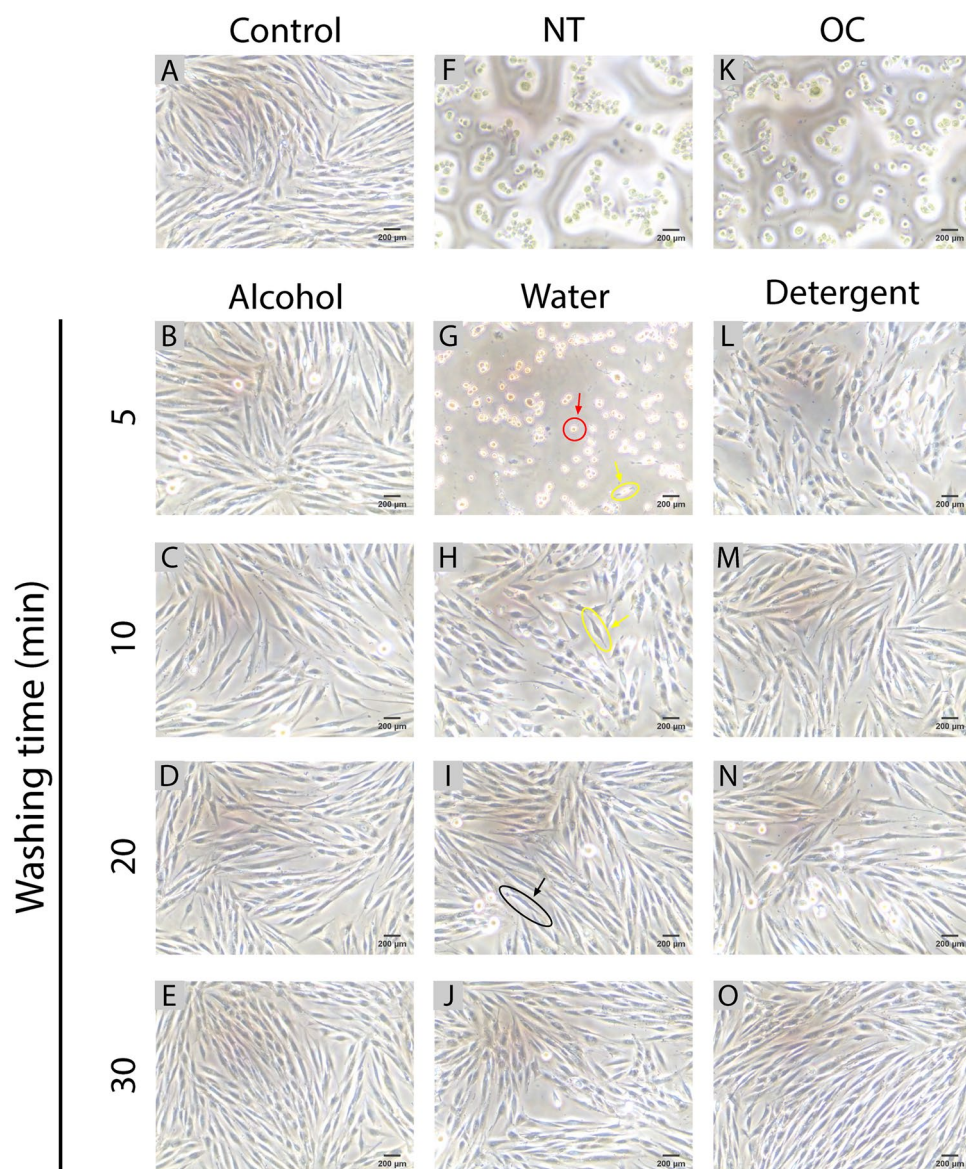 Control NT OC
A F K
200 µm 200 µm 200 µm
Alcohol Water Detergent
B G L
5
200 µm 200 µm 200 µm
C H M
10
200 µm 200 µm 200 µm
D I N
20
200 µm 200 µm 200 µm
E J O
30
200 µm 200 µm 200 µm
Washing time (min)